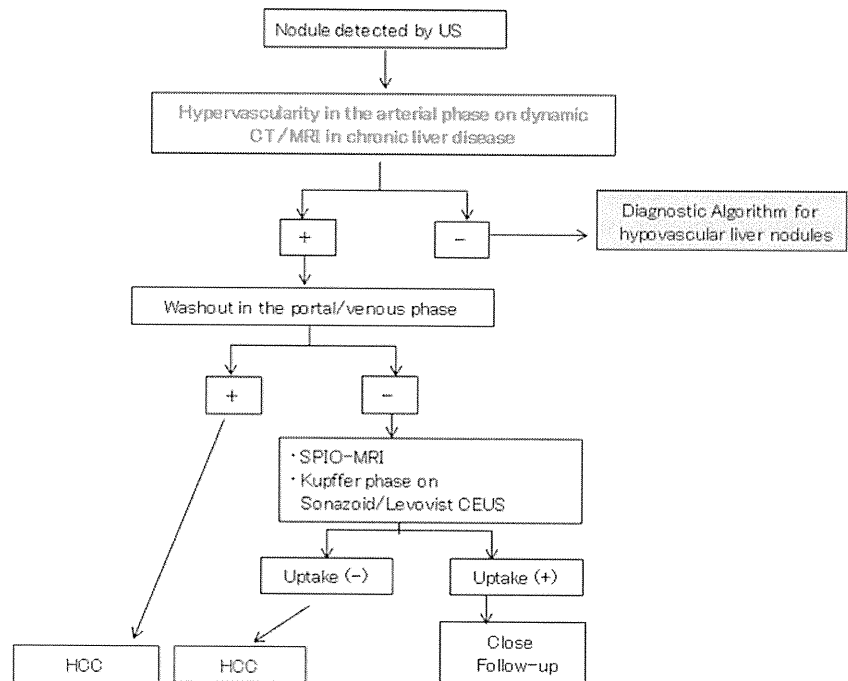 Nodule detected by US
Hypervascularity in the arterial phase on dynamic
CT/MRI in chronic liver disease
+
-
Diagnostic Algorithm for
hypovascular liver nodules
Washout in the portal/venous phase
+
-
・SPIO-MRI
・Kupffer phase on
Sonazoid/Levovist CEUS
Uptake (-)
Uptake (+)
HCC
HCC
Close
Follow-up